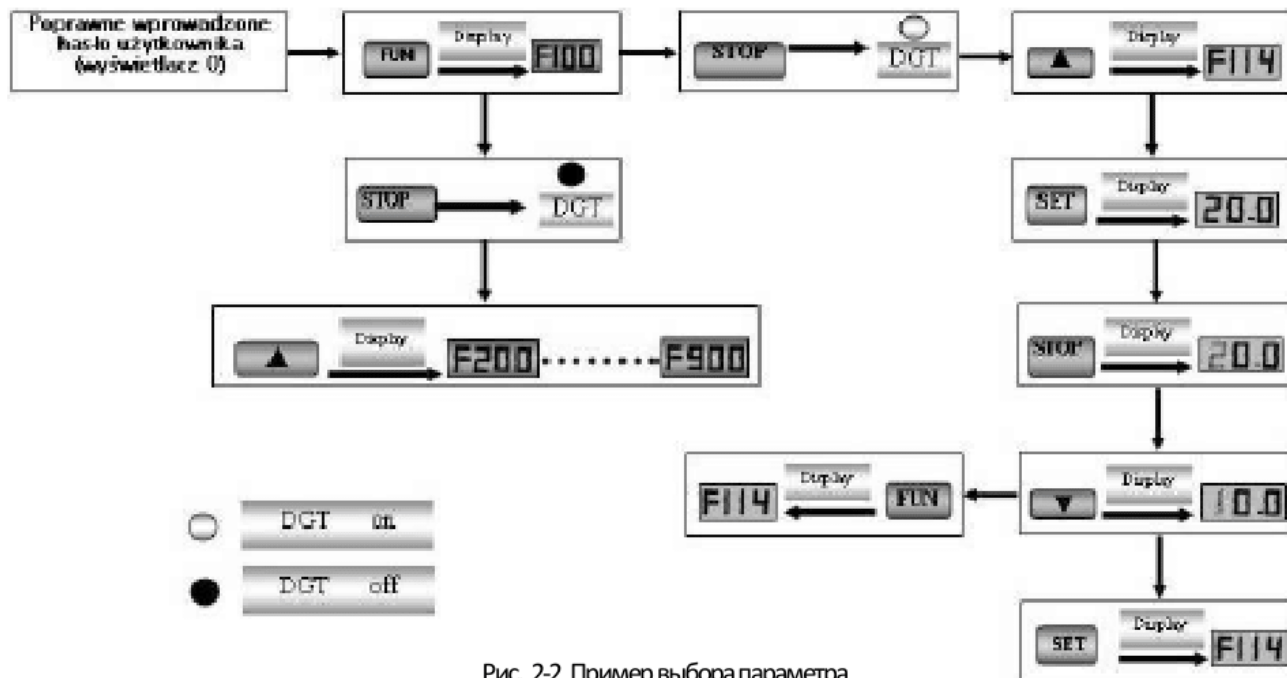 Poprawne wprowadzone
hasło użytkownika
(wyświetlacz 0)
FUN
Display
F100
STOP
DGT
▲
Display
F114
STOP
DGT
SET
Display
20.0
▲
Display
F200 ........ F900
STOP
Display
20.0
F114
Display
FUN
▼
Display
10.0
DGT on
DGT off
SET
Display
F114
Рис. 2-2 Пример выбора параметра